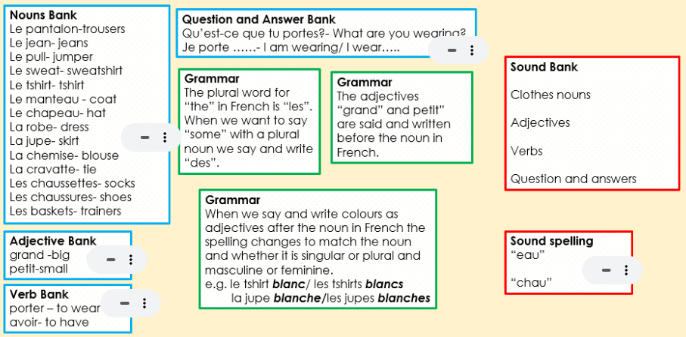 Nouns Bank
Le pantalon-trousers
Le jean- jeans
Le pull- jumper
Le sweat- sweatshirt
Le tshirt- tshirt
Le manteau - coat
Le chapeau- hat
La robe- dress
La jupe- skirt
La chemise- blouse
La cravatte- tie
Les chaussettes- socks
Les chaussures- shoes
Les baskets- trainers
Adjective Bank
grand -big
petit-small
Verb Bank
porter – to wear
avoir- to have
Question and Answer Bank
Qu'est-ce que tu portes?- What are you wearing?
Je porte ……- I am wearing/ I wear…..
Grammar
The plural word for
"the" in French is "les".
When we want to say
"some" with a plural
noun we say and write
"des".
Grammar
The adjectives
"grand" and petit"
are said and written
before the noun in
French.
Grammar
When we say and write colours as
adjectives after the noun in French the
spelling changes to match the noun
and whether it is singular or plural and
masculine or feminine.
e.g. le tshirt blanc/ les tshirts blancs
la jupe blanche/les jupes blanches
Sound Bank
Clothes nouns
Adjectives
Verbs
Question and answers
Sound spelling
"eau"
"chau"